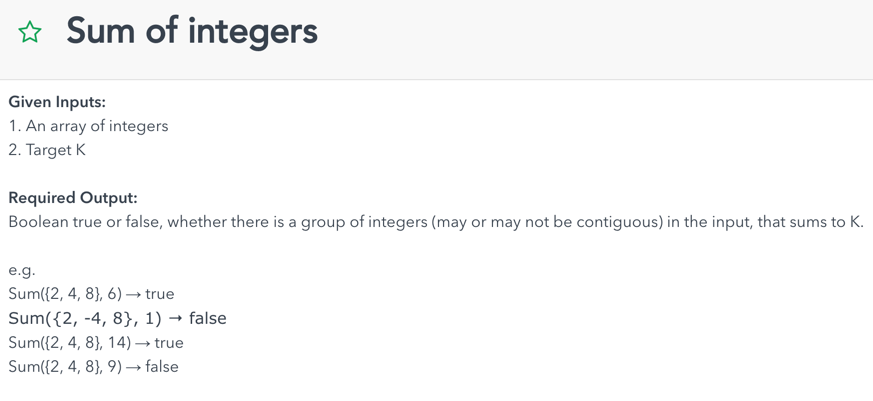 Sum of integers
Given Inputs:
1. An array of integers
2. Target K
Required Output:
Boolean true or false, whether there is a group of integers (may or may not be contiguous) in the input, that sums to K.
e.g.
Sum({2, 4, 8}, 6) → true
Sum({2, -4, 8}, 1) → false
Sum({2, 4, 8}, 14) → true
Sum({2, 4, 8}, 9) → false